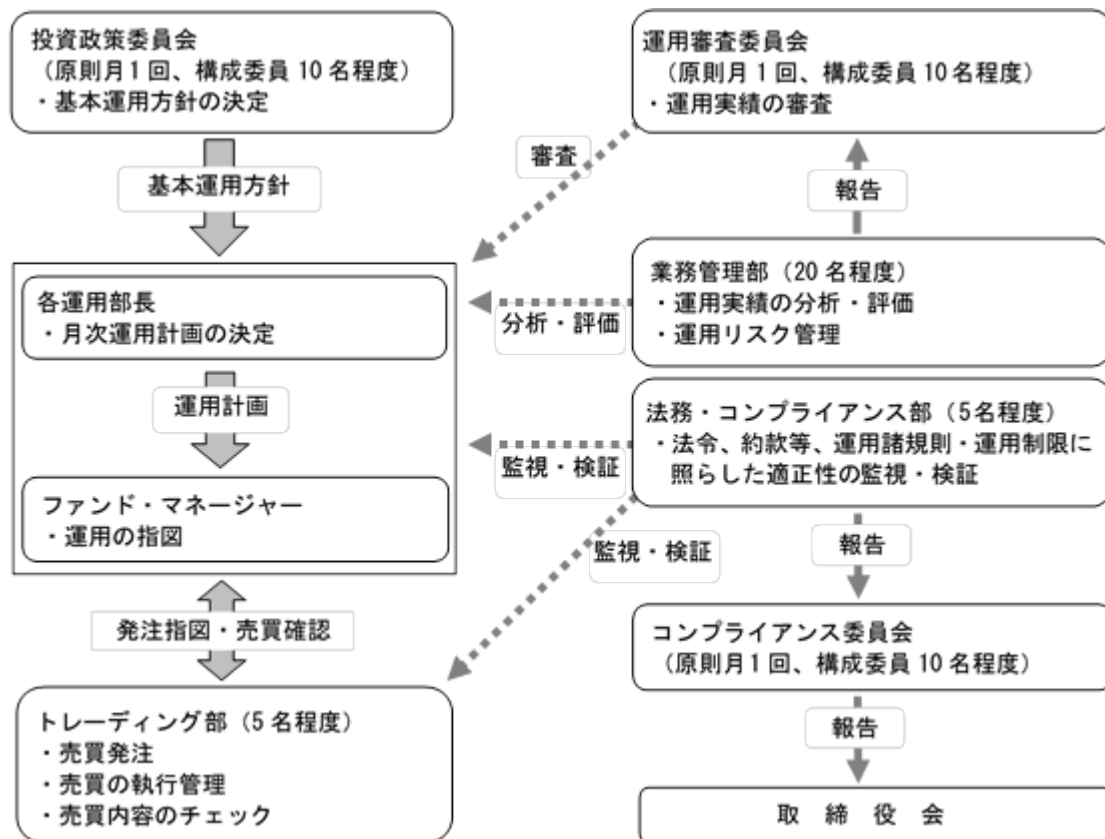 投資政策委員会
（原則月1回、構成委員10名程度）
・基本運用方針の決定
基本運用方針
各運用部長
・月次運用計画の決定
運用計画
ファンド・マネージャー
・運用の指図
発注指図・売買確認
トレーディング部（5名程度）
・売買発注
・売買の執行管理
・売買内容のチェック
運用審査委員会
（原則月1回、構成委員10名程度）
・運用実績の審査
審査
報告
業務管理部（20名程度）
・運用実績の分析・評価
・運用リスク管理
分析・評価
法務・コンプライアンス部（5名程度）
・法令、約款等、運用諸規則・運用制限に
照らした適正性の監視・検証
監視・検証
監視・検証
報告
コンプライアンス委員会
（原則月1回、構成委員10名程度）
報告
取締役会